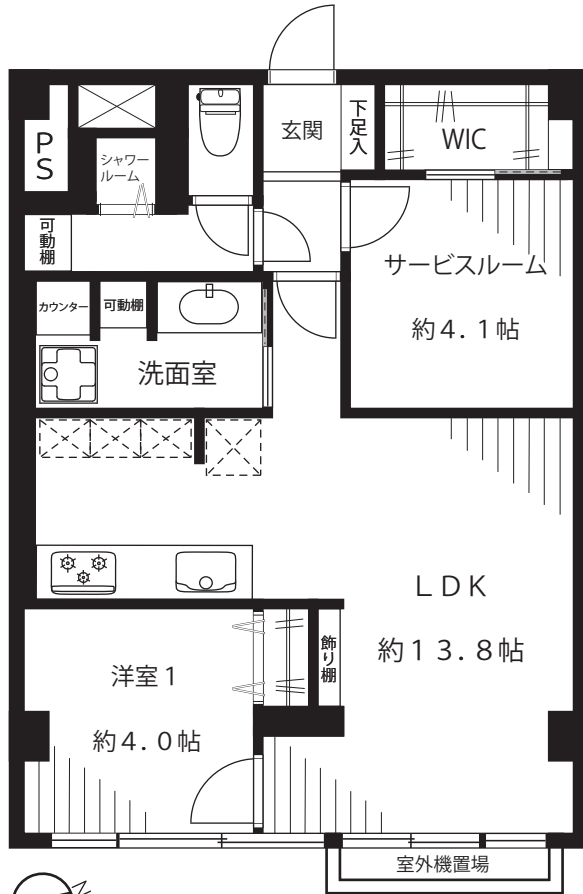 PS
シャワー
ルーム
玄関
下足入
WIC
可動棚
サービスルーム
約4.1帖
カウンター
可動棚
洗面室
LDK
約13.8帖
飾り棚
洋室1
約4.0帖
室外機置場